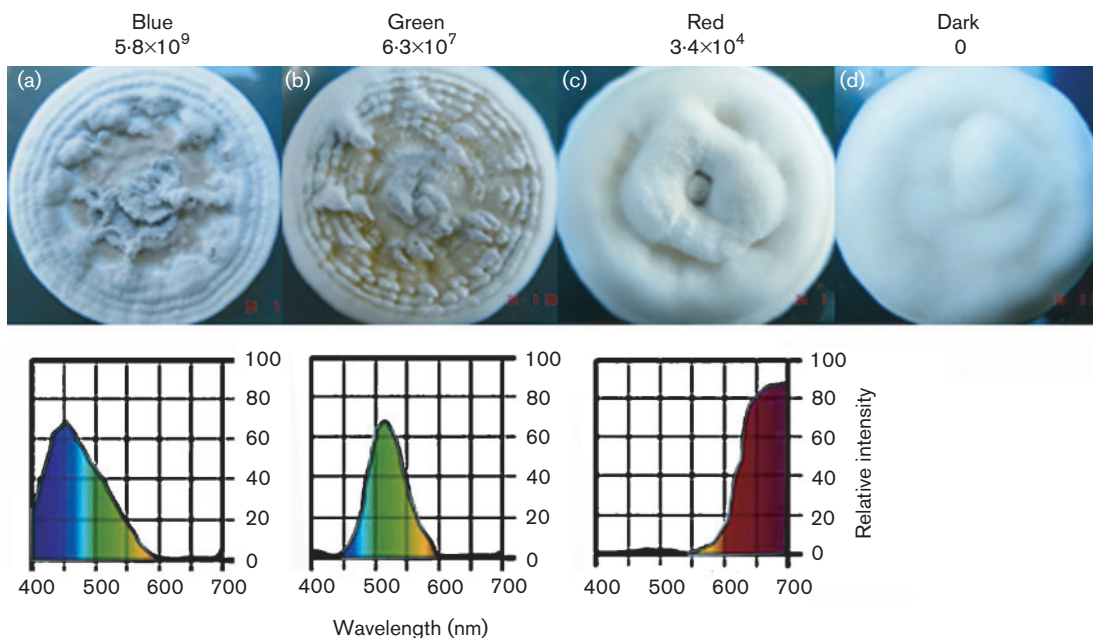 Blue Green Red Dark
5·8×10⁹ 6·3×10⁷ 3·4×10⁴ 0
(a) (b) (c) (d)
100 100 100
80 80 80
60 60 60
40 40 40
20 20 20
0 0 0
Relative intensity
400 500 600 700 400 500 600 700 400 500 600 700
Wavelength (nm)